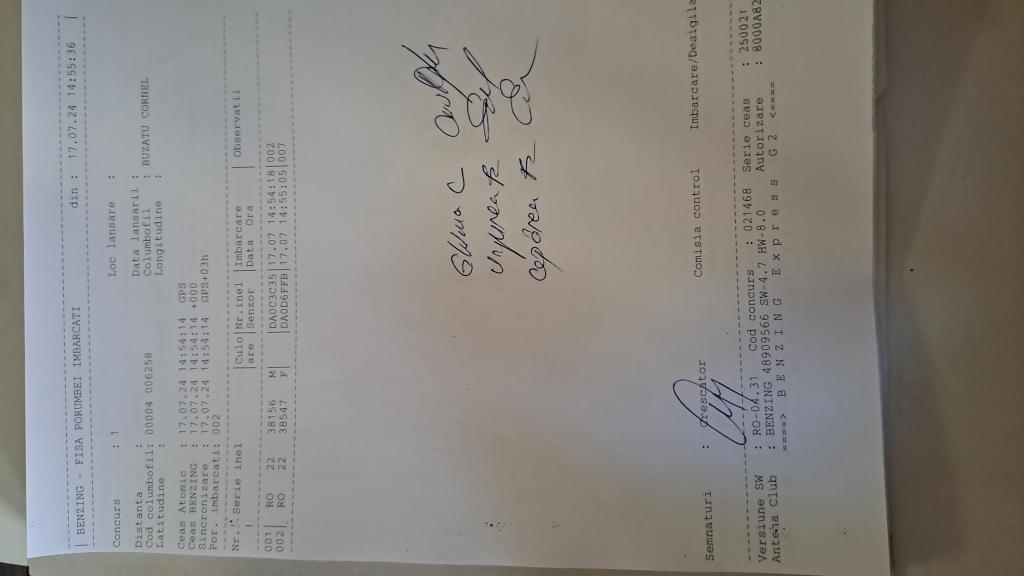 | BENZING - FISA PORUMBEI IMBARCATI din : 17.07.24 14:55:36 |
Concurs : 1 Loc lansare :
Distanta : Data lansarii :
Cod columbofil: 00004 006258 Columbofil : BUZATU CORNEL
Latitudine : Longitudine :
Ceas Atomic : 17.07.24 14:54:14 GPS
Ceas BENZING : 17.07.24 14:54:14 +000
Sincronizare : 17.07.24 14:54:14 GPS+03h
Por. imbarcati: 002
Nr. | Serie inel |Culo|Nr.inel |Imbarcare | Observatii
| |are |Senzor |Data Ora |
001| RO 22 38156 M | |DA0C3C35|17.07 14:54:18|002
002| RO 22 38547 F | |DA0D6FFB|17.07 14:55:05|007
Semnaturi : Crescator Comisia control Imbarcare/Desigila
Versiune SW : RO-04.31 Cod concurs : 021468 Serie ceas : 250021
Antena Club : BENZING 48909566 SW-4.7 HW-8.0 Autorizare : 8000A82
====> B E N Z I N G E x p r e s s G 2 <====